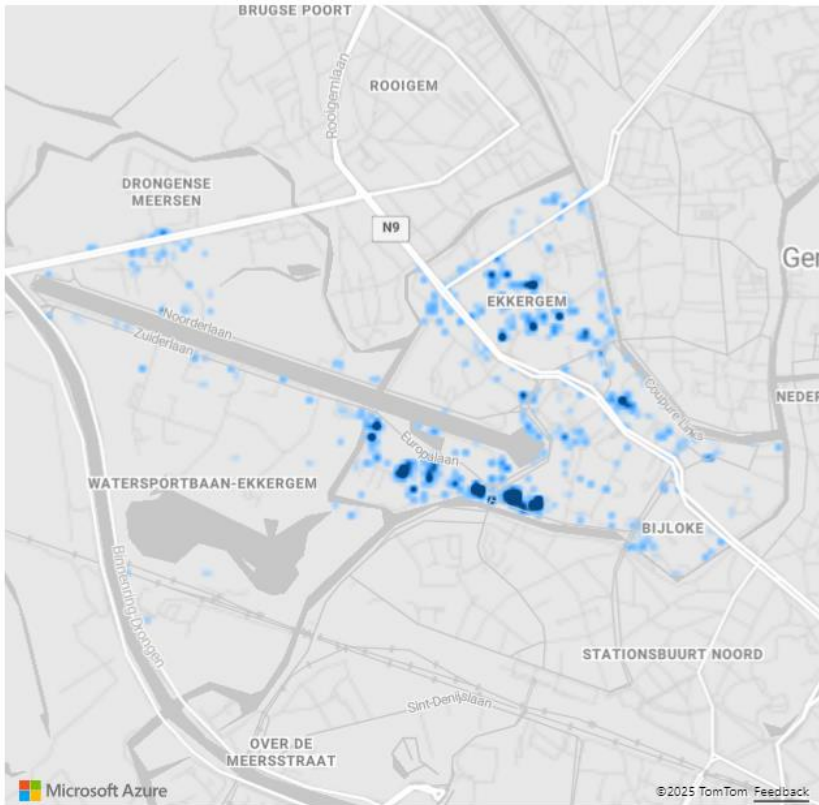 BRUGSE POORT
Rooigemlaan
ROOIGEM
DRONGENSE
MEERSEN
N9
Ger
EKKERGEM
Noorderlaan
Zuiderlaan
Coupure Links
NEDER
Europalaan
WATERSPORTBAAN-EKKERGEM
BIJLOKE
Binnenring-Drongen
STATIONSBUURT NOORD
Sint-Denijslaan
OVER DE
MEERSSTRAAT
Microsoft Azure
©2025 TomTom Feedback